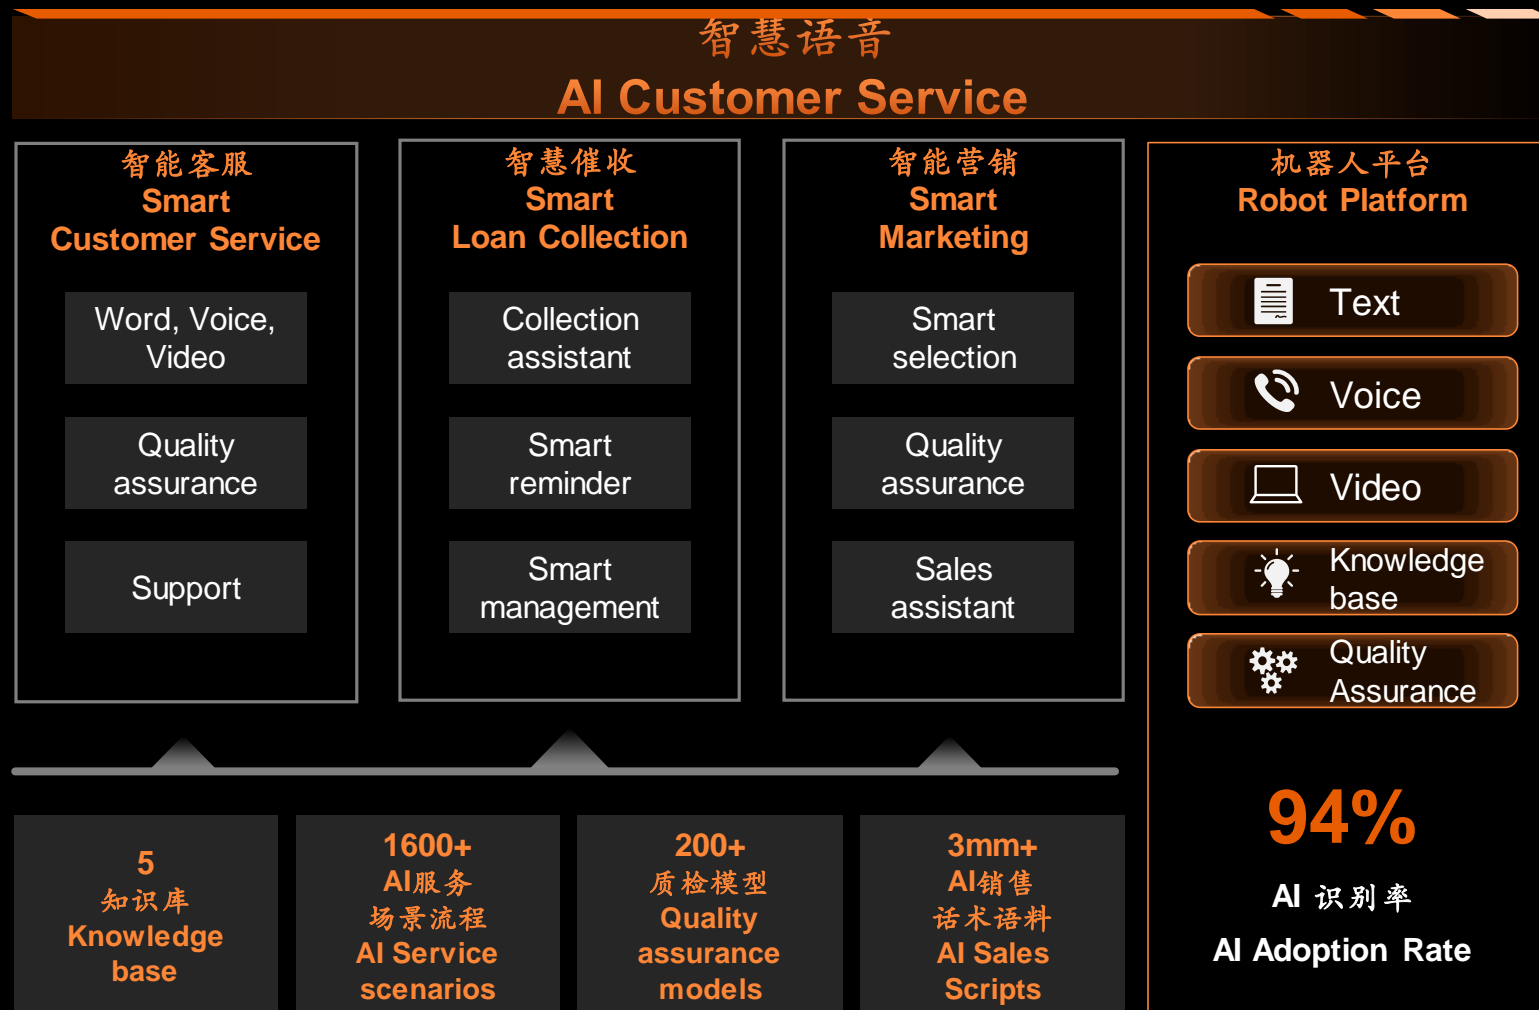 智慧语音
AI Customer Service
智能客服
Smart
Customer Service
Word, Voice,
Video
Quality
assurance
Support
智慧催收
Smart
Loan Collection
Collection
assistant
Smart
reminder
Smart
management
智能营销
Smart
Marketing
Smart
selection
Quality
assurance
Sales
assistant
机器人平台
Robot Platform
Text
Voice
Video
Knowledge
base
Quality
Assurance
94%
AI 识别率
AI Adoption Rate
5
知识库
Knowledge
base
1600+
AI服务
场景流程
AI Service
scenarios
200+
质检模型
Quality
assurance
models
3mm+
AI销售
话术语料
AI Sales
Scripts